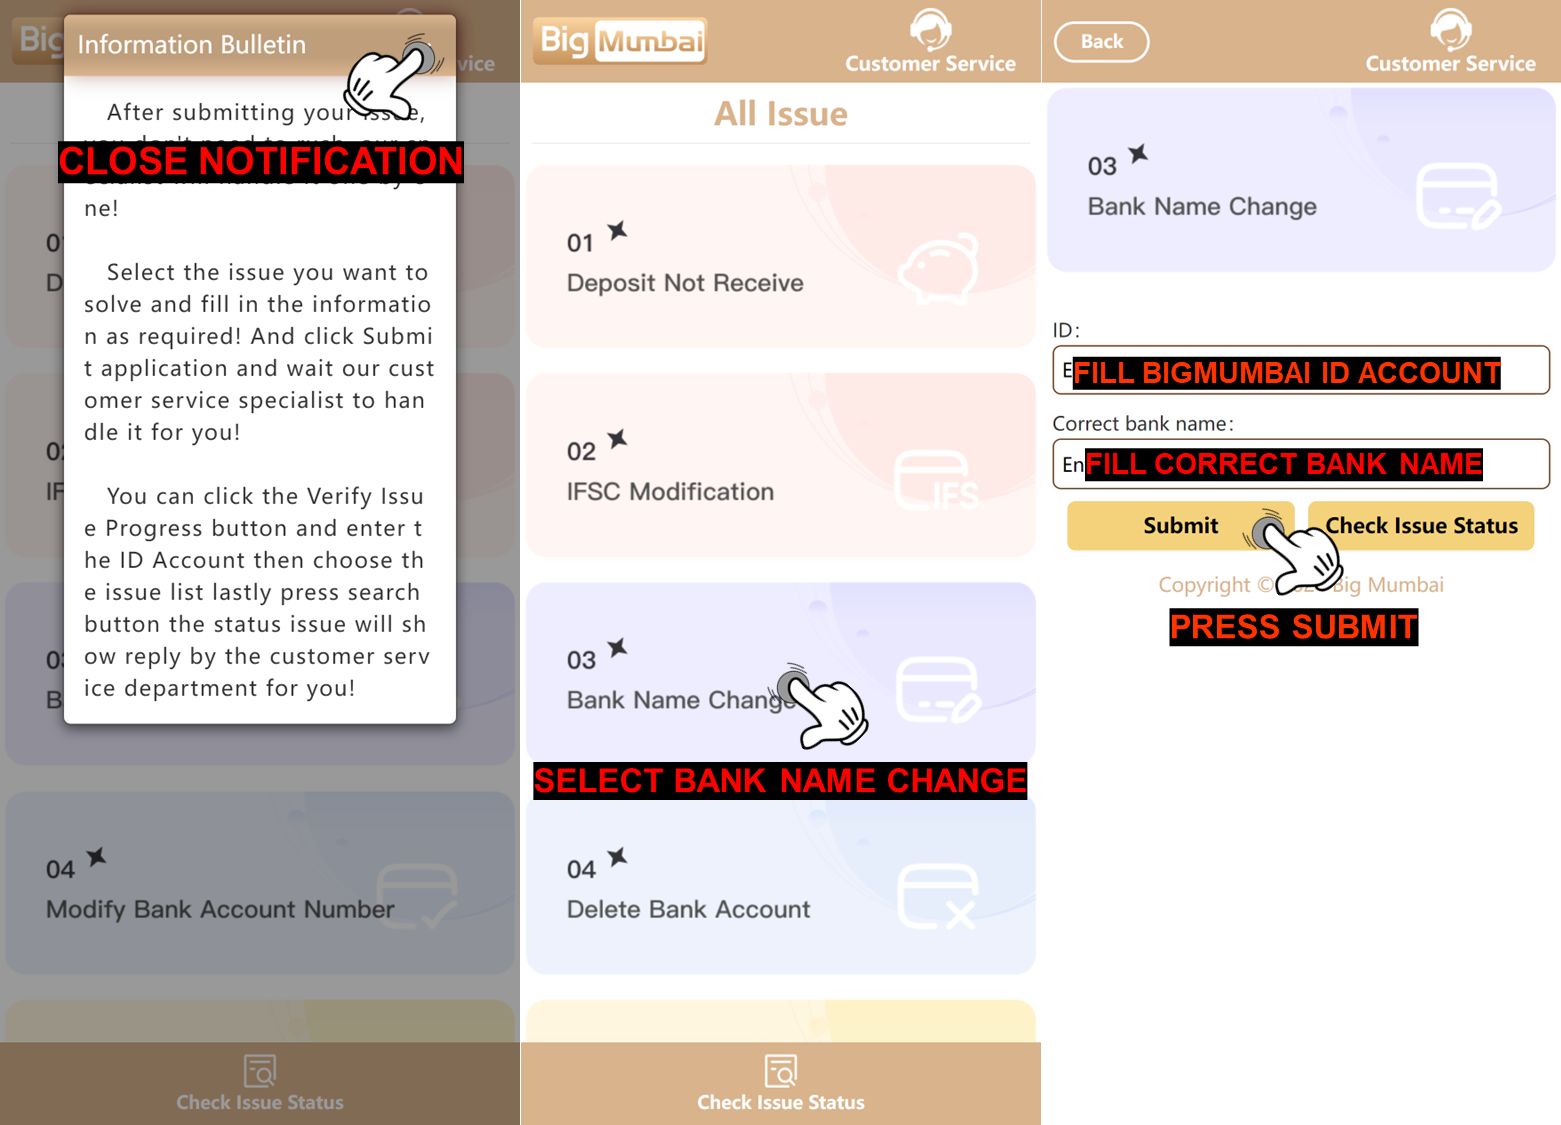 Big
Information Bulletin
vice
After submitting your issue,
CLOSE NOTIFICATION
ne!
Select the issue you want to
solve and fill in the informatio
n as required! And click Submi
t application and wait our cust
omer service specialist to han
dle it for you!
You can click the Verify Issu
e Progress button and enter t
he ID Account then choose th
e issue list lastly press search
button the status issue will sh
ow reply by the customer serv
ice department for you!
04
Modify Bank Account Number
Check Issue Status
Big Mumbai
Customer Service
All Issue
01
Deposit Not Receive
02
IFSC Modification
IFS
03
Bank Name Change
SELECT BANK NAME CHANGE
04
Delete Bank Account
Check Issue Status
Back
Customer Service
03
Bank Name Change
ID:
FILL BIGMUMBAI ID ACCOUNT
Correct bank name:
En FILL CORRECT BANK NAME
Submit
Check Issue Status
Copyright © Big Mumbai
PRESS SUBMIT